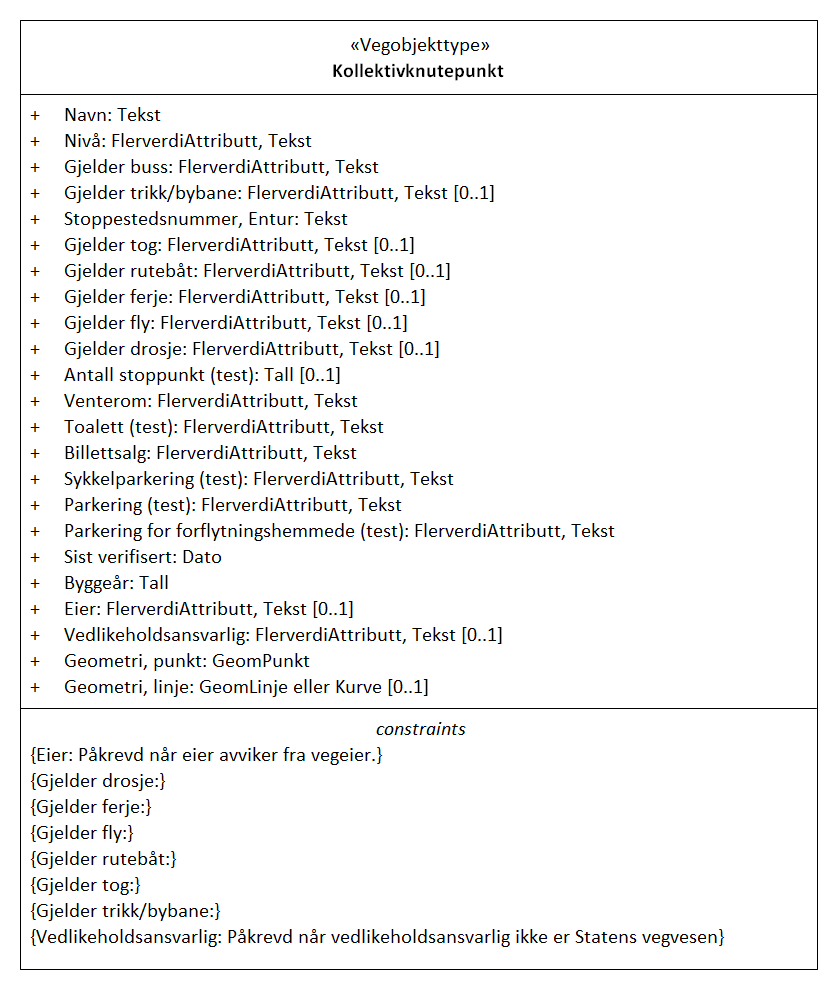 «Vegobjekttype»
Kollektivknutepunkt
+ Navn: Tekst
+ Nivå: FlerverdiAttributt, Tekst
+ Gjelder buss: FlerverdiAttributt, Tekst
+ Gjelder trikk/bybane: FlerverdiAttributt, Tekst [0..1]
+ Stoppestedsnummer, Entur: Tekst
+ Gjelder tog: FlerverdiAttributt, Tekst [0..1]
+ Gjelder rutebåt: FlerverdiAttributt, Tekst [0..1]
+ Gjelder ferje: FlerverdiAttributt, Tekst [0..1]
+ Gjelder fly: FlerverdiAttributt, Tekst [0..1]
+ Gjelder drosje: FlerverdiAttributt, Tekst [0..1]
+ Antall stoppunkt (test): Tall [0..1]
+ Venterom: FlerverdiAttributt, Tekst
+ Toalett (test): FlerverdiAttributt, Tekst
+ Billettsalg: FlerverdiAttributt, Tekst
+ Sykkelparkering (test): FlerverdiAttributt, Tekst
+ Parkering (test): FlerverdiAttributt, Tekst
+ Parkering for forflytningshemmede (test): FlerverdiAttributt, Tekst
+ Sist verifisert: Dato
+ Byggeår: Tall
+ Eier: FlerverdiAttributt, Tekst [0..1]
+ Vedlikeholdsansvarlig: FlerverdiAttributt, Tekst [0..1]
+ Geometri, punkt: GeomPunkt
+ Geometri, linje: GeomLinje eller Kurve [0..1]
constraints
{Eier: Påkrevd når eier avviker fra vegeier.}
{Gjelder drosje:}
{Gjelder ferje:}
{Gjelder fly:}
{Gjelder rutebåt:}
{Gjelder tog:}
{Gjelder trikk/bybane:}
{Vedlikeholdsansvarlig: Påkrevd når vedlikeholdsansvarlig ikke er Statens vegvesen}